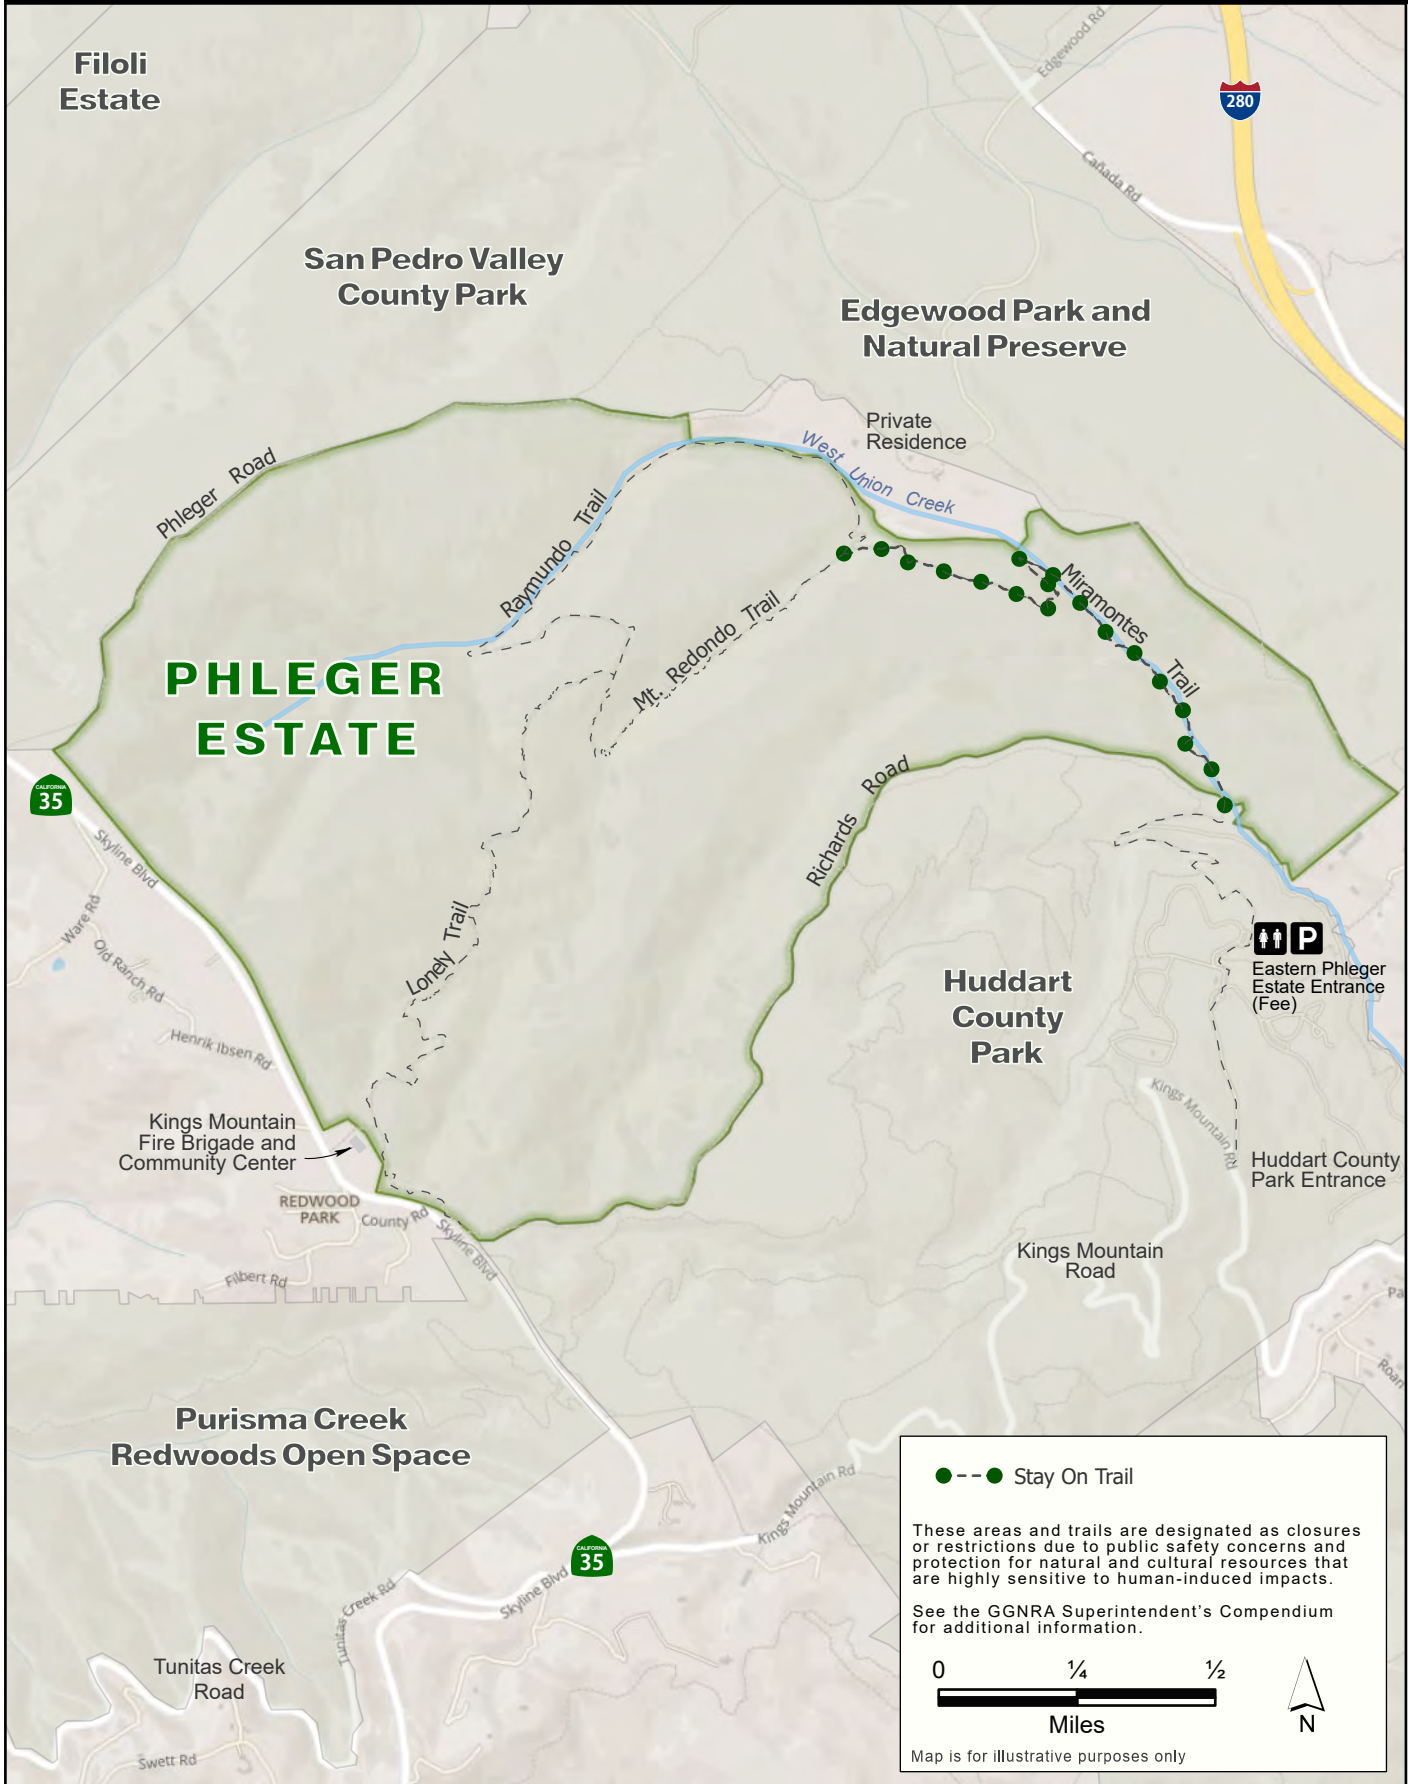 Filoli
Estate
Edgewood Rd
280
Cañada Rd
San Pedro Valley
County Park
Edgewood Park and
Natural Preserve
Private
Residence
West Union Creek
Phleger Road
Raymundo Trail
Miramontes Trail
Mt. Redondo Trail
PHLEGER
ESTATE
CALIFORNIA
35
Skyline Blvd
Richards Road
Ware Rd
Old Ranch Rd
Lonely Trail
Huddart
County
Park
P
Eastern Phleger
Estate Entrance
(Fee)
Henrik Ibsen Rd
Kings Mountain Rd
Kings Mountain
Fire Brigade and
Community Center
Huddart County
Park Entrance
REDWOOD
PARK
County Rd
Skyline Blvd
Filbert Rd
Kings Mountain
Road
Pa
Roan
Purisma Creek
Redwoods Open Space
Kings Mountain Rd
CALIFORNIA
35
Skyline Blvd
Tunitas Creek Rd
Tunitas Creek
Road
Swett Rd
Stay On Trail
These areas and trails are designated as closures
or restrictions due to public safety concerns and
protection for natural and cultural resources that
are highly sensitive to human-induced impacts.
See the GGNRA Superintendent's Compendium
for additional information.
0 ¼ ½
Miles
N
Map is for illustrative purposes only